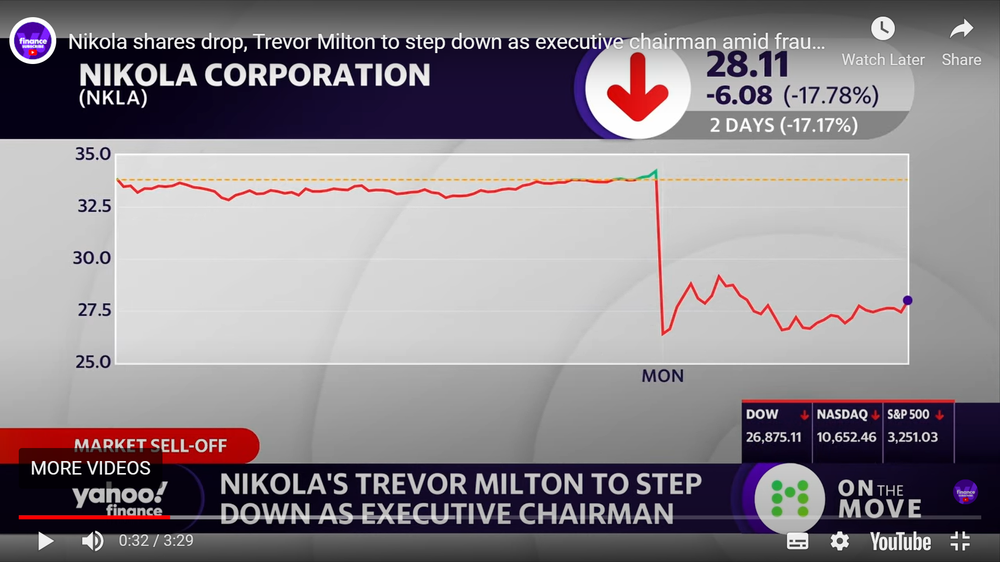 finance
SUBSCRIBE
Nikola shares drop, Trevor Milton to step down as executive chairman amid frau...
Watch Later
Share
NIKOLA CORPORATION
(NKLA)
28.11
-6.08 (-17.78%)
2 DAYS (-17.17%)
35.0
32.5
30.0
27.5
25.0
MON
DOW
26,875.11
NASDAQ
10,652.46
S&P 500
3,251.03
MARKET SELL-OFF
MORE VIDEOS
yahoo!
finance
NIKOLA'S TREVOR MILTON TO STEP
DOWN AS EXECUTIVE CHAIRMAN
ON THE
MOVE
finance
SUBSCRIBE
0:32 / 3:29
YouTube